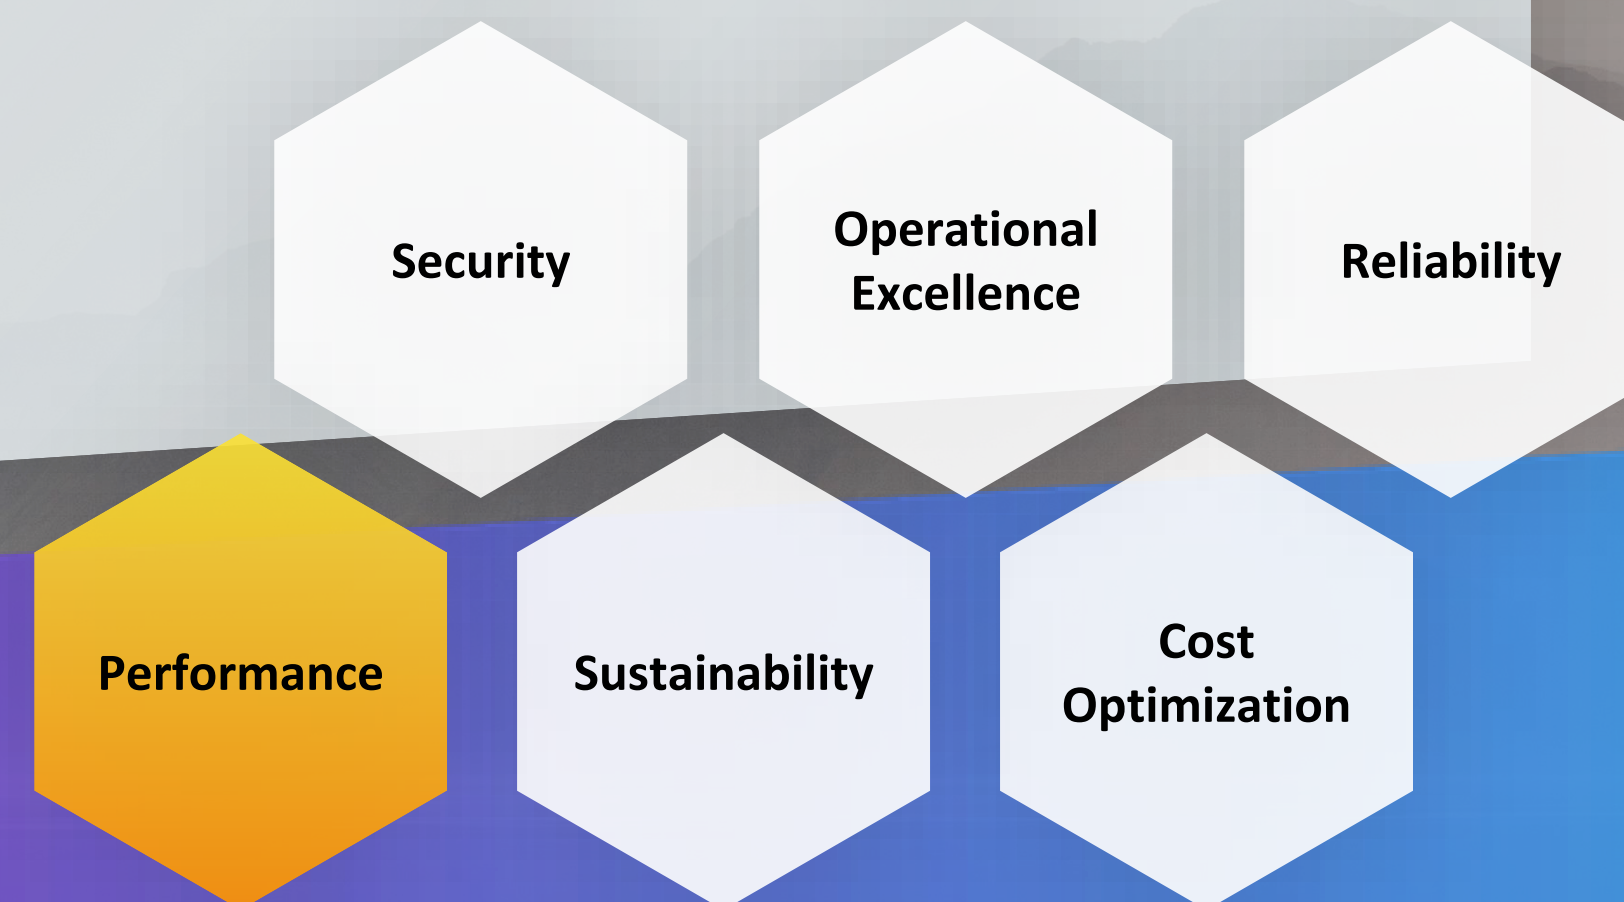 Security
Operational
Excellence
Reliability
Performance
Sustainability
Cost
Optimization